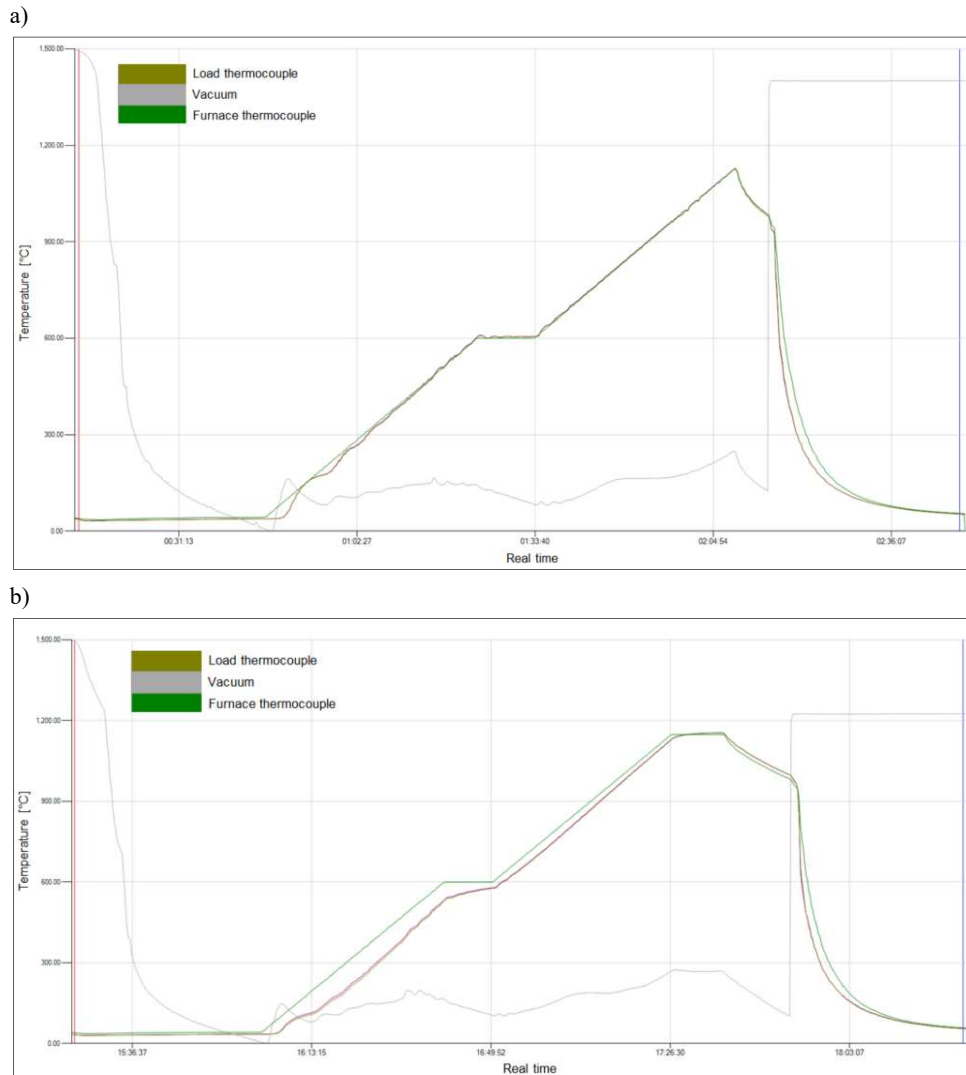 a)
1,500.00
Load thermocouple
Vacuum
Furnace thermocouple
1,200.00
900.00
Temperature [°C]
600.00
300.00
0.00
00:31:13 01:02:27 01:33:40 02:04:54 02:36:07
Real time
b)
1,500.00
Load thermocouple
Vacuum
Furnace thermocouple
1,200.00
900.00
Temperature [°C]
600.00
300.00
0.00
15:36:37 16:13:15 16:49:52 17:26:30 18:03:07
Real time